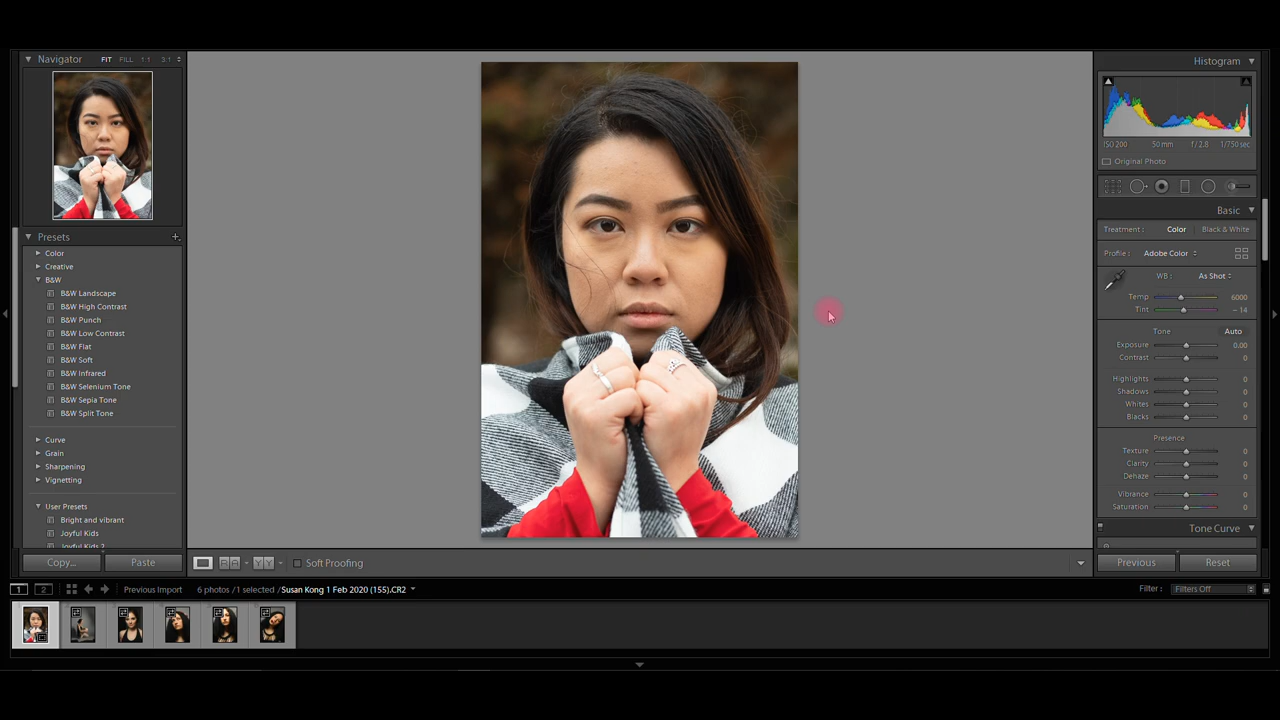 Navigator FIT FILL 1:1 3:1
Histogram
ISO 200 50 mm f / 2.8 1/750 sec
Original Photo
Basic
Treatment : Color Black & White
Profile : Adobe Color
WB : As Shot
Temp 6000
Tint – 14
Tone Auto
Exposure 0.00
Contrast 0
Highlights 0
Shadows 0
Whites 0
Blacks 0
Presence
Texture 0
Clarity 0
Dehaze 0
Vibrance 0
Saturation 0
Tone Curve
Previous Reset
Presets
Color
Creative
B&W
B&W Landscape
B&W High Contrast
B&W Punch
B&W Low Contrast
B&W Flat
B&W Soft
B&W Infrared
B&W Selenium Tone
B&W Sepia Tone
B&W Split Tone
Curve
Grain
Sharpening
Vignetting
User Presets
Bright and vibrant
Joyful Kids
Joyful Kids 2
Copy... Paste
R A Y Y Soft Proofing
1 2 Previous Import 6 photos / 1 selected / Susan Kong 1 Feb 2020 (155).CR2 Filter : Filters Off